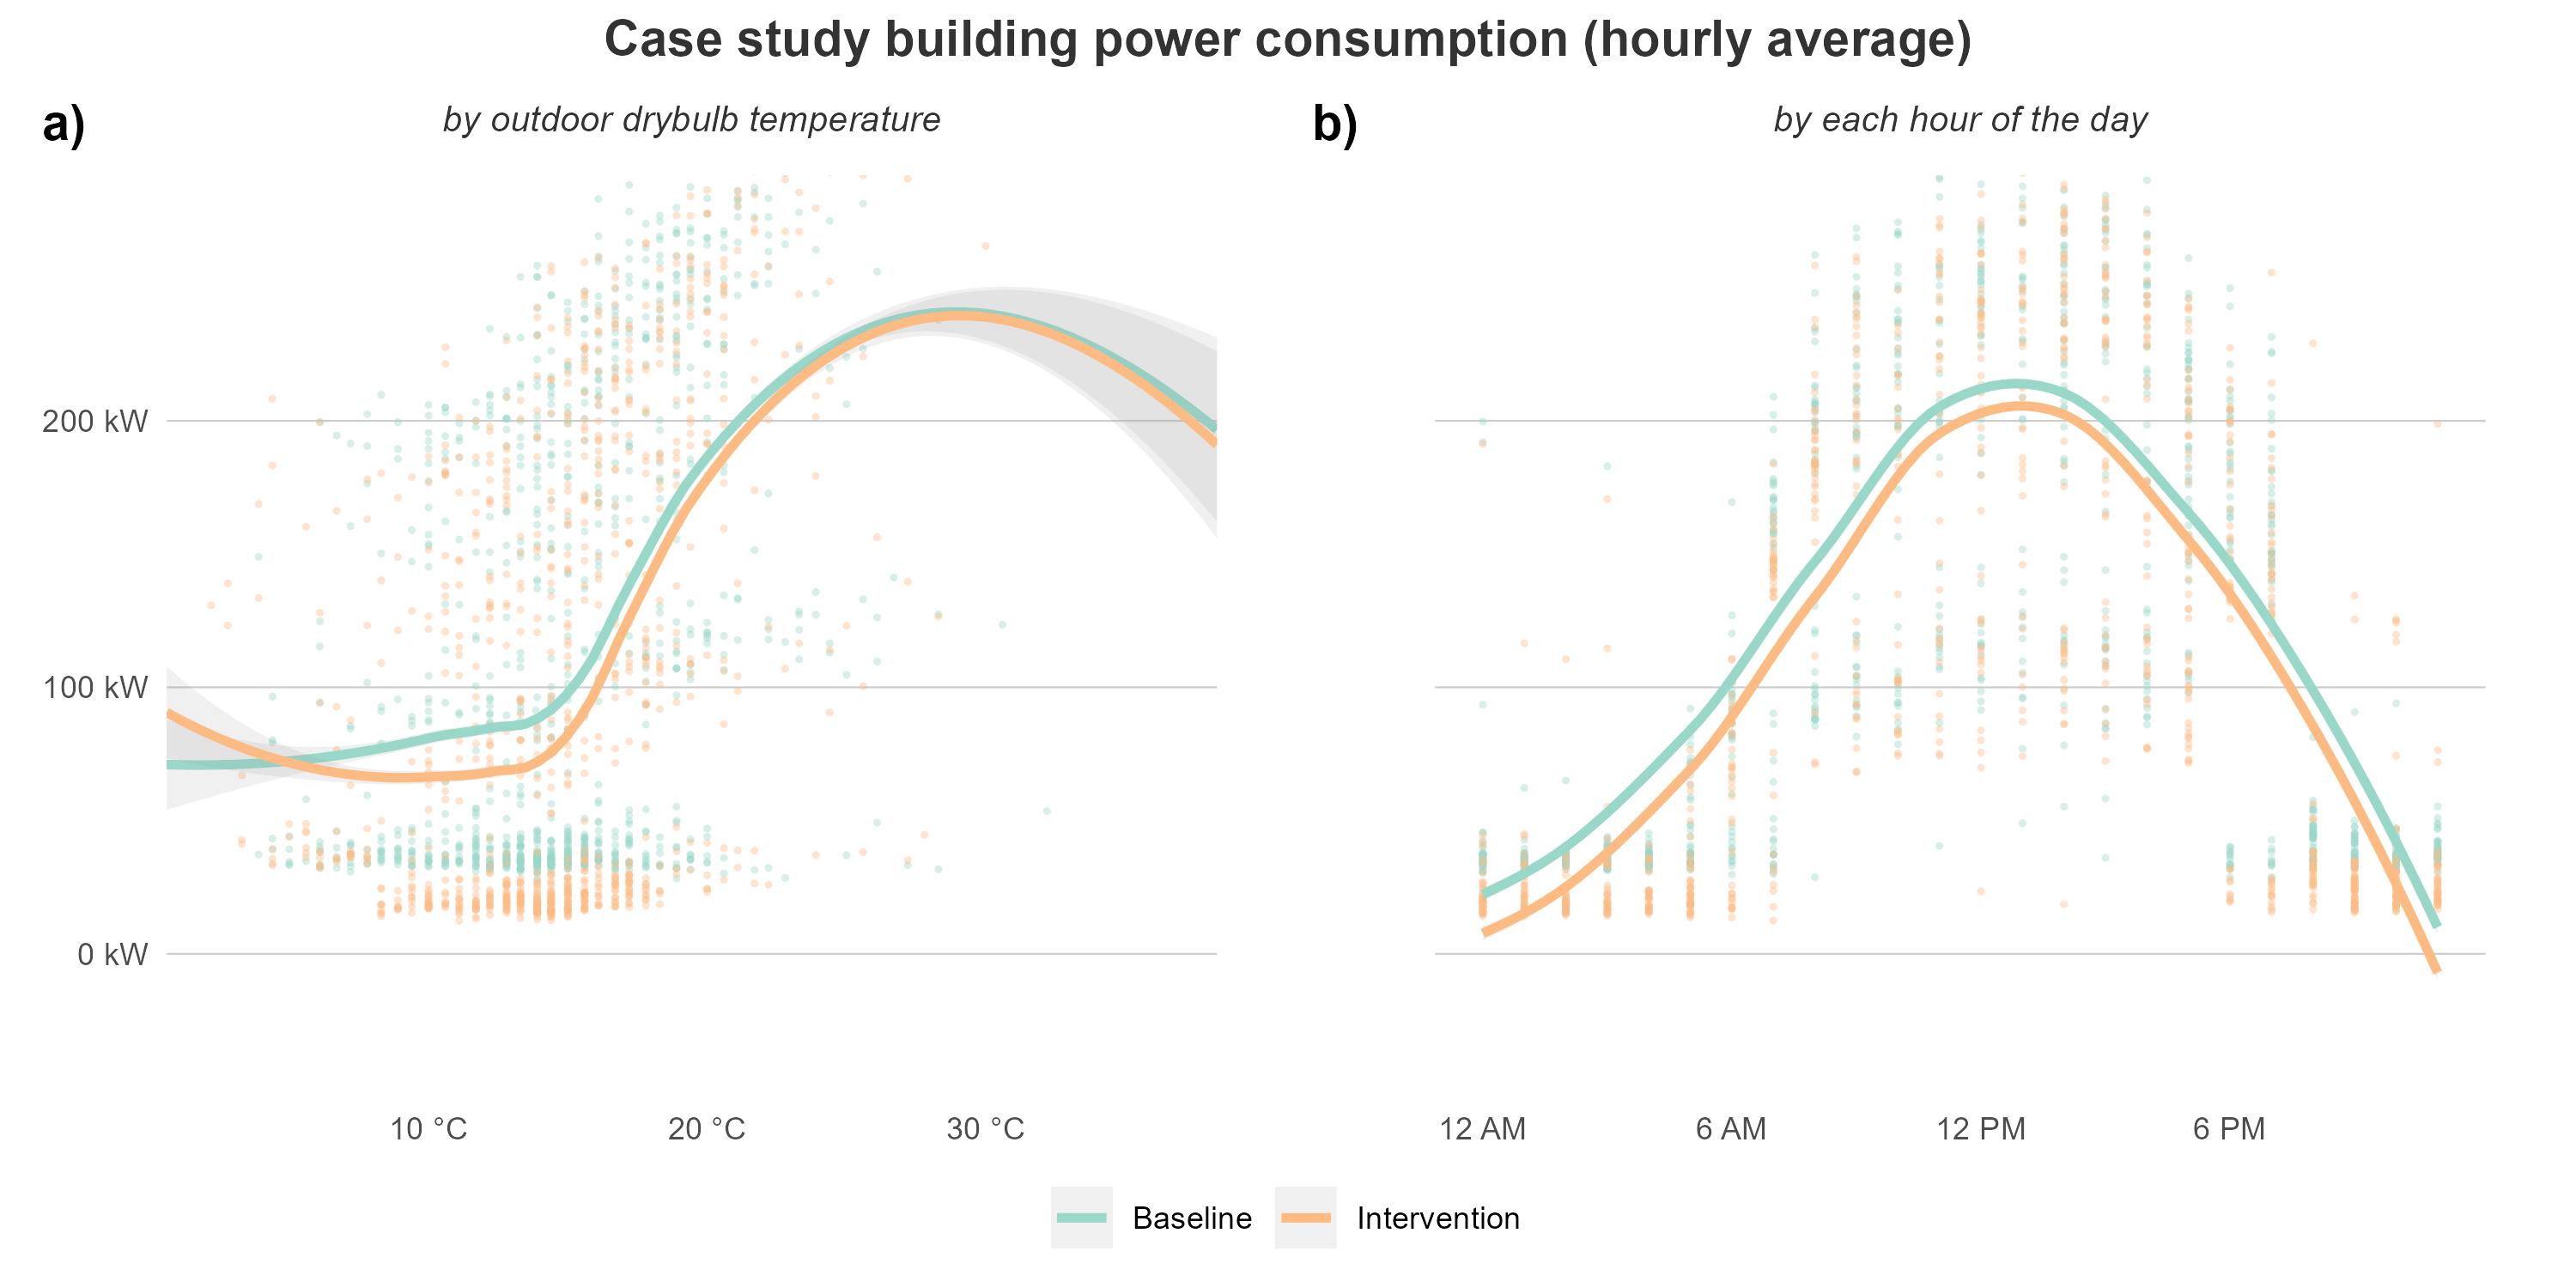 Case study building power consumption (hourly average)
a)
by outdoor drybulb temperature
b)
by each hour of the day
200 kW
100 kW
0 kW
10 °C 20 °C 30 °C
12 AM 6 AM 12 PM 6 PM
Baseline Intervention